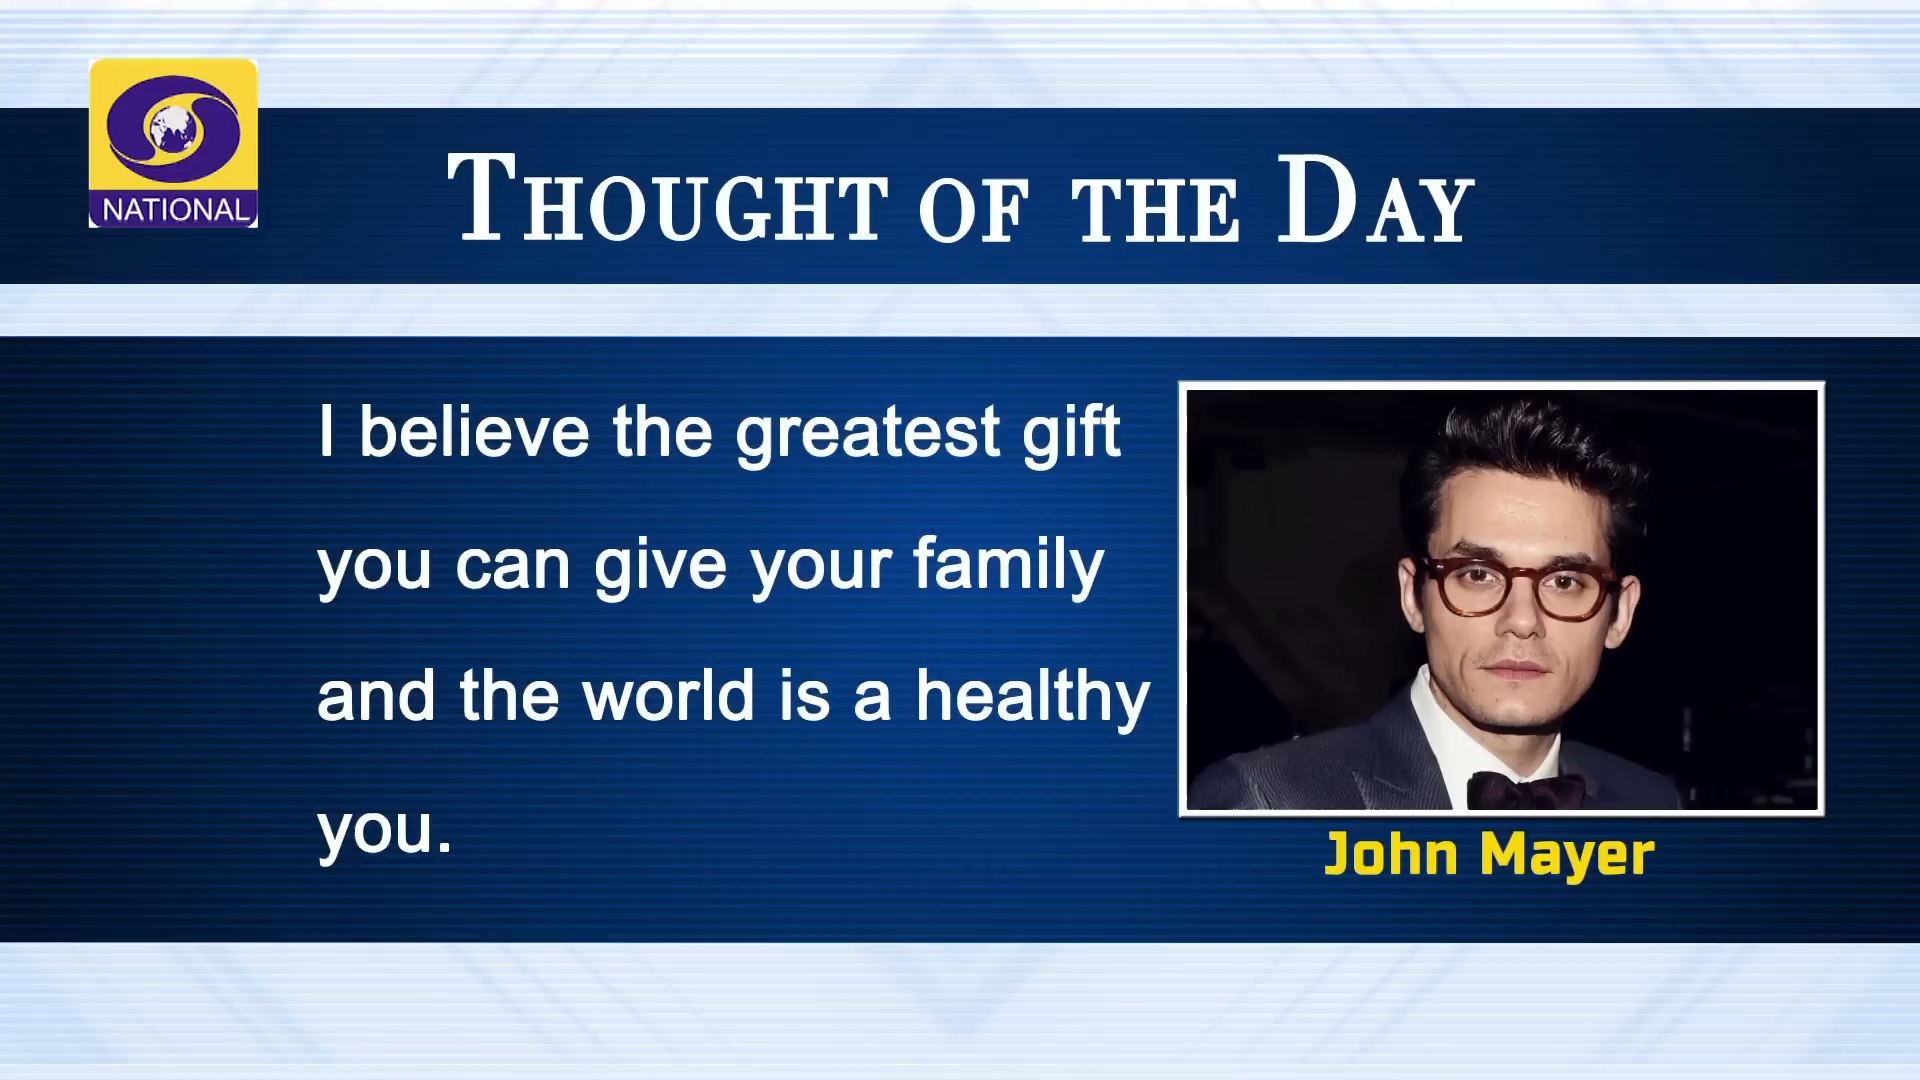 NATIONAL
THOUGHT OF THE DAY
I believe the greatest gift
you can give your family
and the world is a healthy
you.
John Mayer